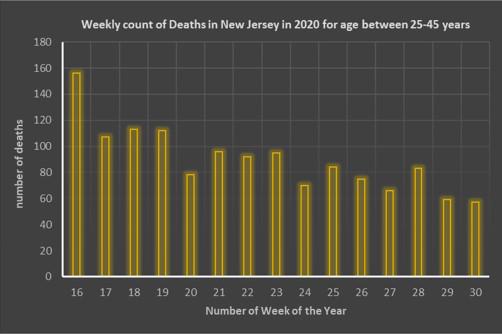 Weekly count of Deaths in New Jersey in 2020 for age between 25-45 years
180
160
140
120
100
80
60
40
20
0
number of deaths
16 17 18 19 20 21 22 23 24 25 26 27 28 29 30
Number of Week of the Year